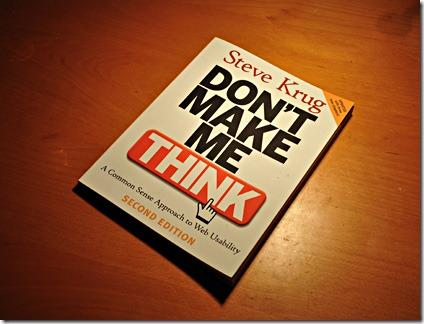 Steve Krug
DON'T
MAKE
ME
THINK
A Common Sense Approach to Web Usability
SECOND EDITION